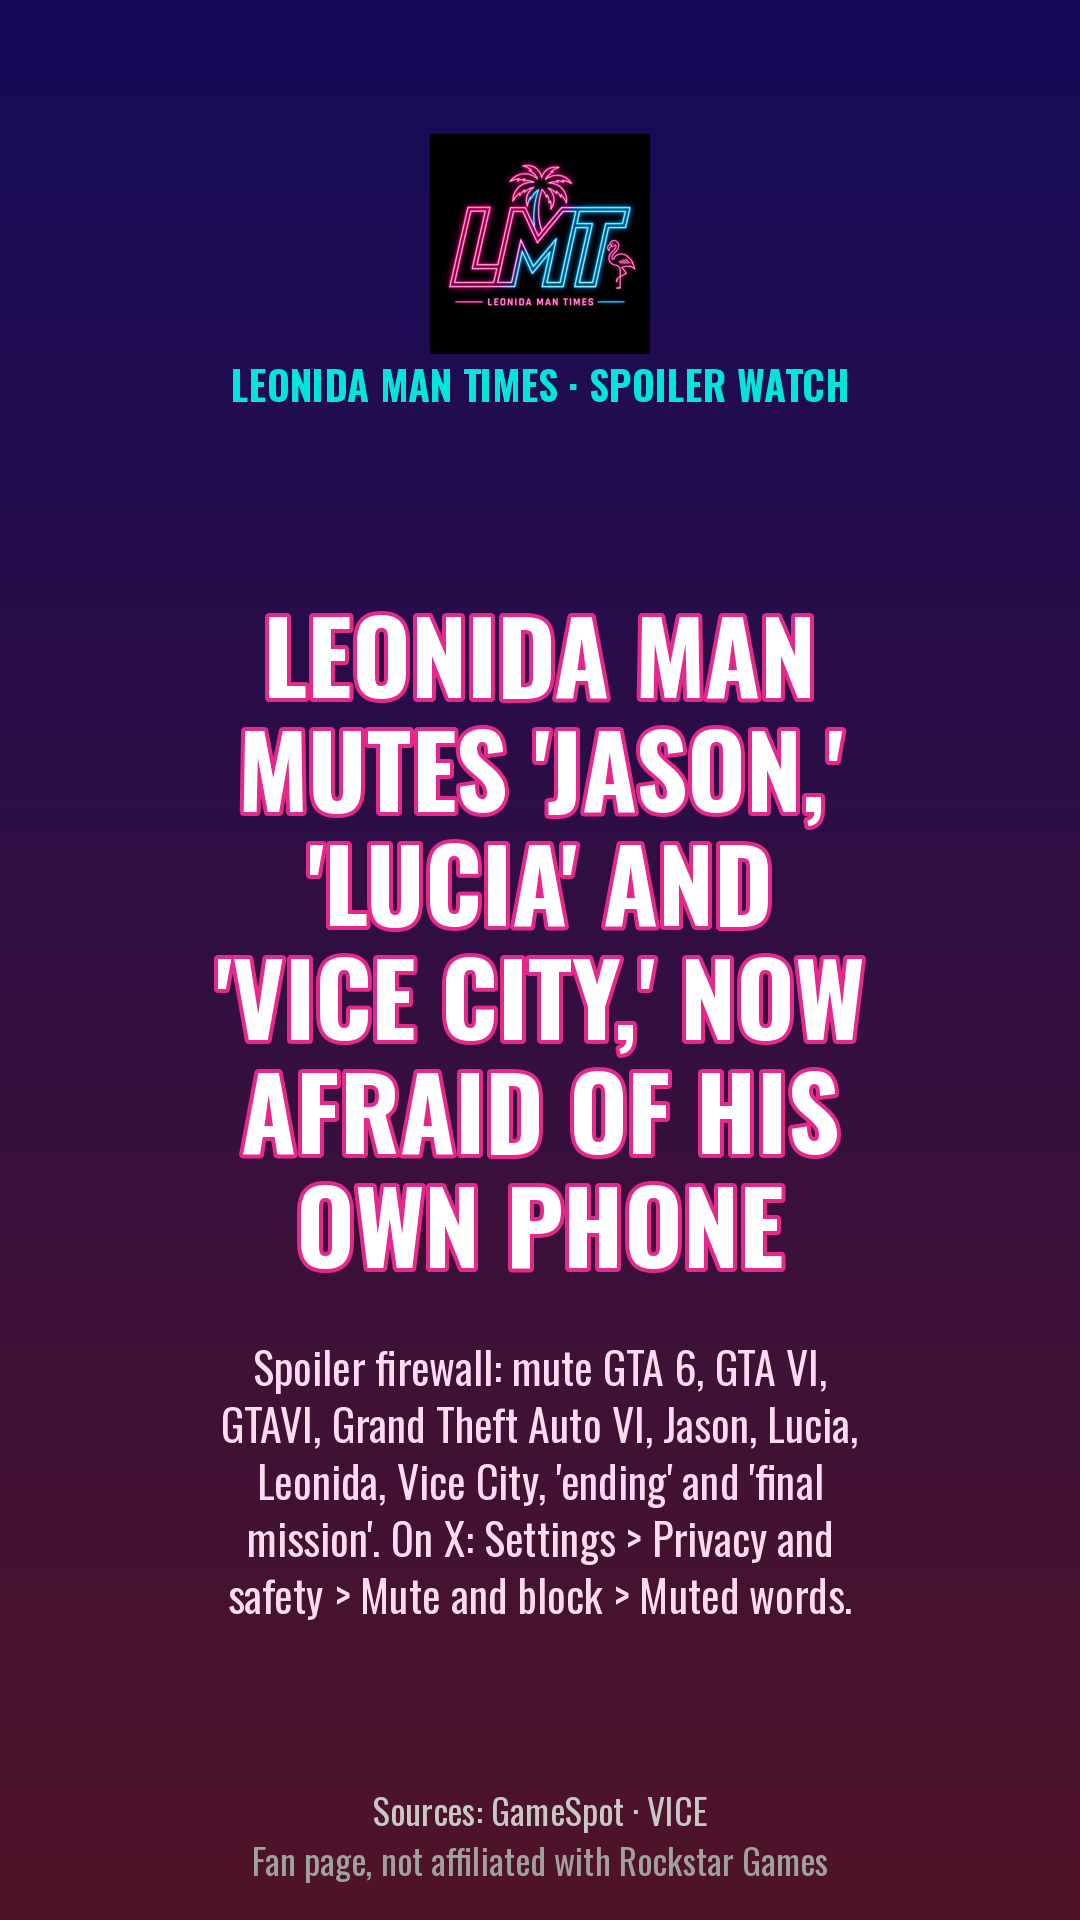 LMT
LEONIDA MAN TIMES
LEONIDA MAN TIMES · SPOILER WATCH
LEONIDA MAN
MUTES 'JASON,'
'LUCIA' AND
'VICE CITY,' NOW
AFRAID OF HIS
OWN PHONE
Spoiler firewall: mute GTA 6, GTA VI,
GTAVI, Grand Theft Auto VI, Jason, Lucia,
Leonida, Vice City, 'ending' and 'final
mission'. On X: Settings > Privacy and
safety > Mute and block > Muted words.
Sources: GameSpot · VICE
Fan page, not affiliated with Rockstar Games